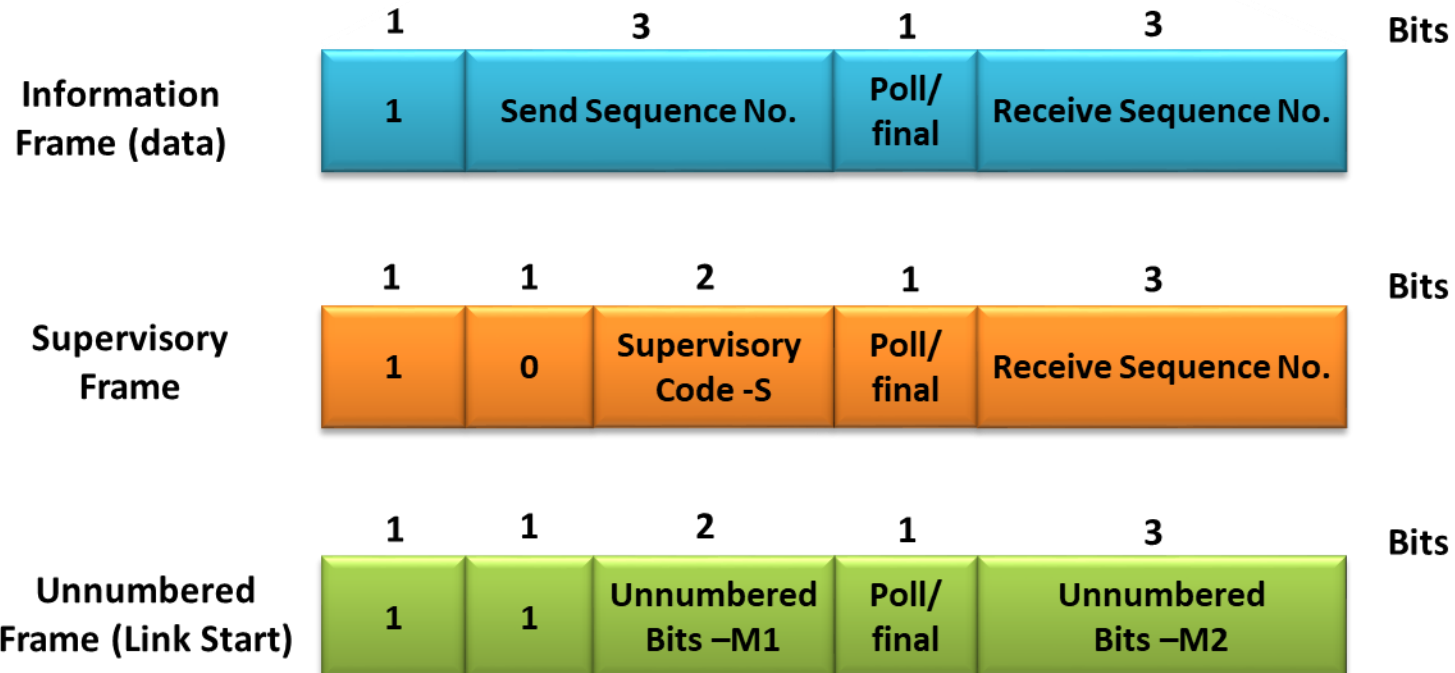 1 3 1 3 Bits
Information
Frame (data)
1
Send Sequence No.
Poll/
final
Receive Sequence No.
1 1 2 1 3 Bits
Supervisory
Frame
1
0
Supervisory
Code -S
Poll/
final
Receive Sequence No.
1 1 2 1 3 Bits
Unnumbered
Frame (Link Start)
1
1
Unnumbered
Bits –M1
Poll/
final
Unnumbered
Bits –M2